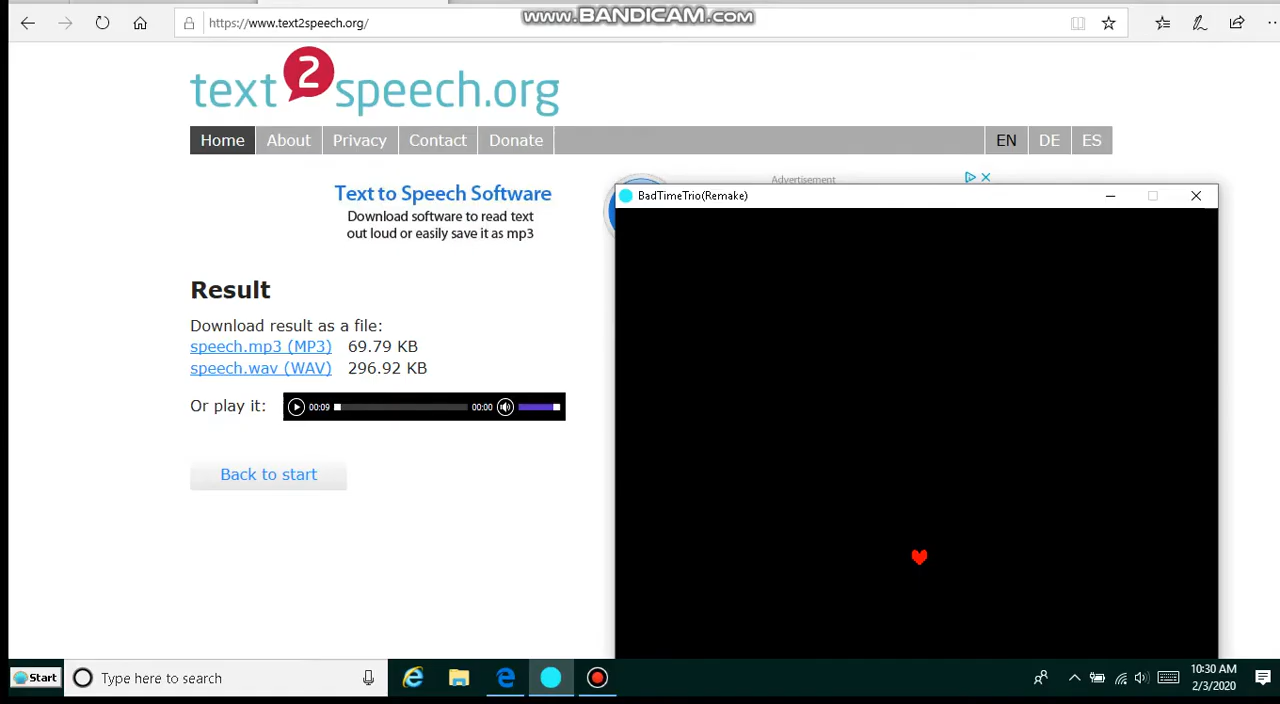 https://www.text2speech.org/
www.BANDICAM.com
text 2 speech.org
Home About Privacy Contact Donate EN DE ES
Text to Speech Software
Download software to read text
out loud or easily save it as mp3
Advertisement
BadTimeTrio(Remake)
Result
Download result as a file:
speech.mp3 (MP3) 69.79 KB
speech.wav (WAV) 296.92 KB
Or play it: 00:09 00:00
Back to start
Start Type here to search 10:30 AM
2/3/2020